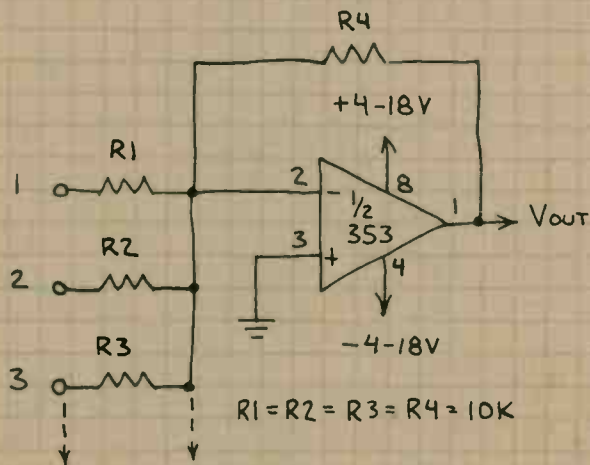 R4
+4-18V
R1
1
2
-
8
1/2
1
VOUT
353
R2
3
+
4
2
-4-18V
R3
3
R1=R2=R3=R4=10K